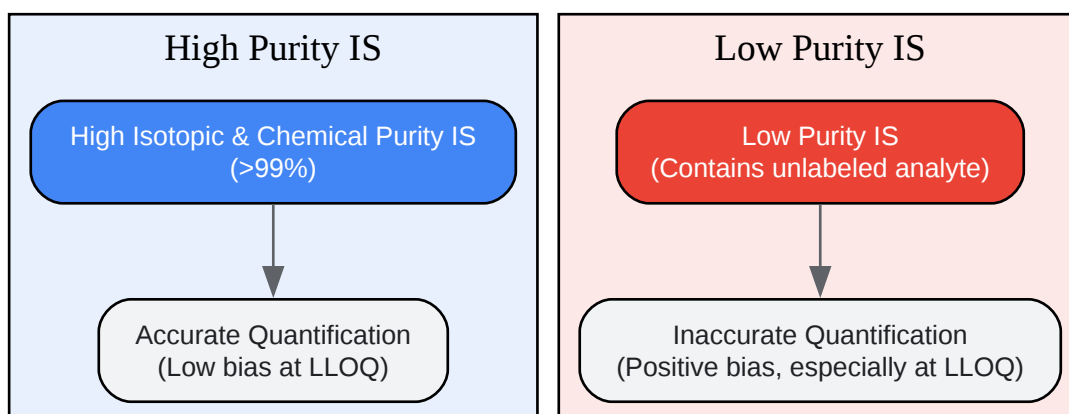 High Purity IS
High Isotopic & Chemical Purity IS
(>99%)
Accurate Quantification
(Low bias at LLOQ)
Low Purity IS
Low Purity IS
(Contains unlabeled analyte)
Inaccurate Quantification
(Positive bias, especially at LLOQ)